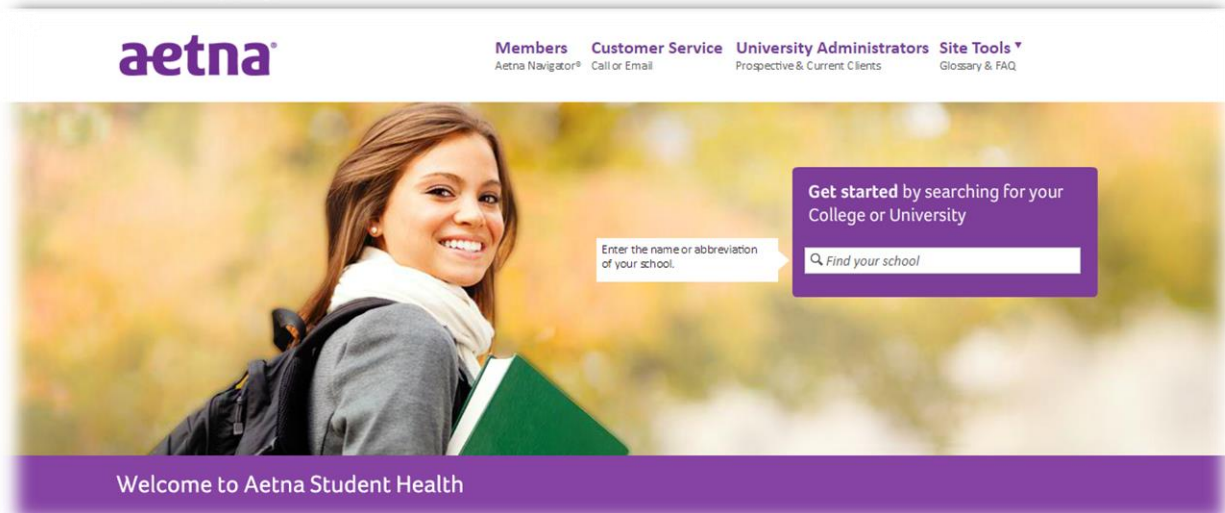 aetna®
Members Customer Service University Administrators Site Tools ▼
Aetna Navigator® Call or Email Prospective & Current Clients Glossary & FAQ
Get started by searching for your
College or University
Enter the name or abbreviation
of your school.
Find your school
Welcome to Aetna Student Health